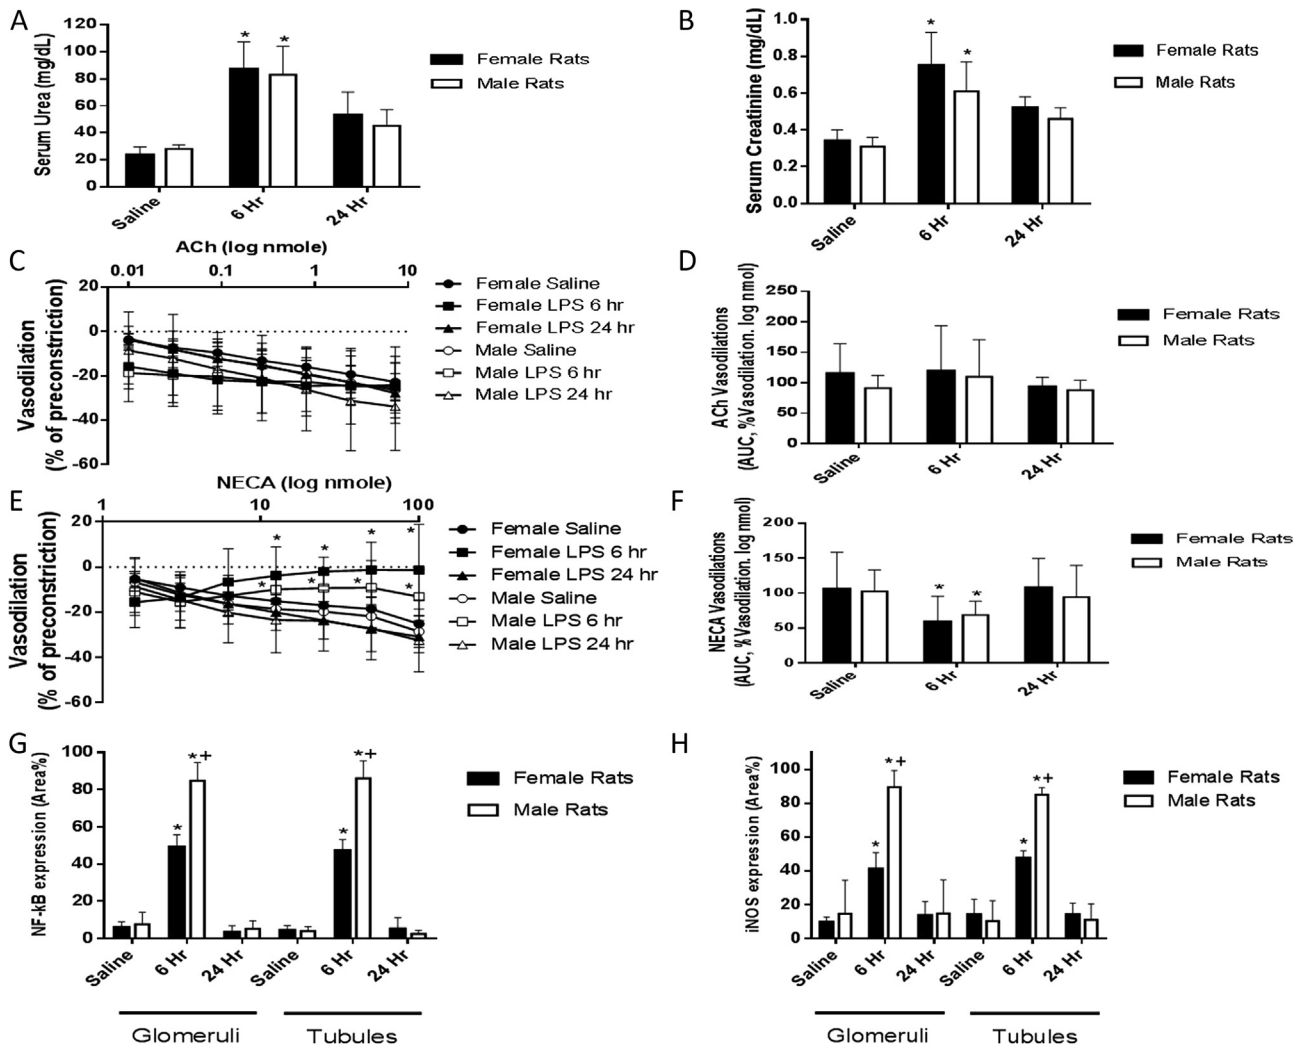 A
Serum Urea (mg/dL)
120
100
80
60
40
20
0
* *
Saline 6 Hr 24 Hr
Female Rats
Male Rats
B
Serum Creatinine (mg/dL)
1.0
0.8
0.6
0.4
0.2
0.0
* *
Saline 6 Hr 24 Hr
Female Rats
Male Rats
C
ACh (log nmole)
0.01 0.1 1 10
Vasodilation
(% of preconstriction)
20
0
-20
-40
-60
Female Saline
Female LPS 6 hr
Female LPS 24 hr
Male Saline
Male LPS 6 hr
Male LPS 24 hr
D
ACh Vasodilations
(AUC, %Vasodilation. log nmol)
250
200
150
100
50
0
Saline 6 Hr 24 Hr
Female Rats
Male Rats
E
NECA (log nmole)
1 10 100
Vasodilation
(% of preconstriction)
20
0
-20
-40
-60
* * * *
* * * *
Female Saline
Female LPS 6 hr
Female LPS 24 hr
Male Saline
Male LPS 6 hr
Male LPS 24 hr
F
NECA Vasodilations
(AUC, %Vasodilation. log nmol)
200
150
100
50
0
* *
Saline 6 Hr 24 Hr
Female Rats
Male Rats
G
NF-kB expression (Area%)
100
80
60
40
20
0
* *+ * *+
Saline 6 Hr 24 Hr Saline 6 Hr 24 Hr
Glomeruli Tubules
Female Rats
Male Rats
H
iNOS expression (Area%)
100
80
60
40
20
0
* *+ * *+
Saline 6 Hr 24 Hr Saline 6 Hr 24 Hr
Glomeruli Tubules
Female Rats
Male Rats